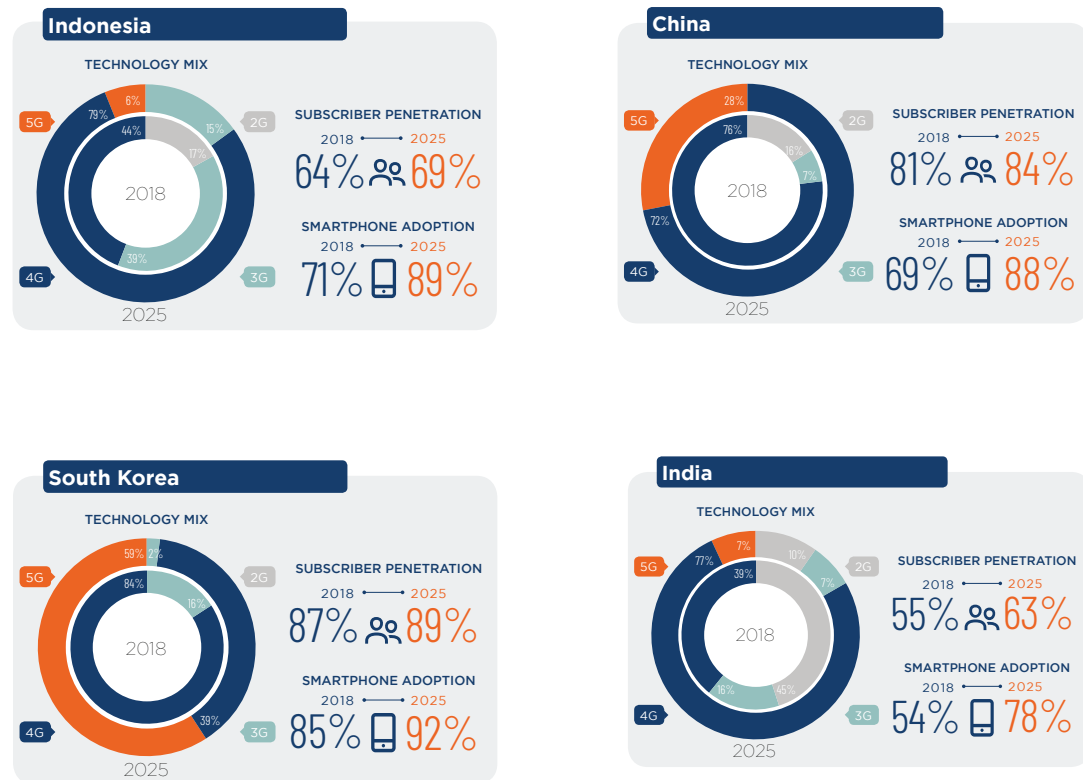 Indonesia
TECHNOLOGY MIX
5G
2G
4G
3G
79%
6%
15%
44%
17%
39%
2018
2025
SUBSCRIBER PENETRATION
2018 2025
64% 69%
SMARTPHONE ADOPTION
2018 2025
71% 89%
China
TECHNOLOGY MIX
5G
2G
4G
3G
28%
72%
76%
16%
7%
2018
2025
SUBSCRIBER PENETRATION
2018 2025
81% 84%
SMARTPHONE ADOPTION
2018 2025
69% 88%
South Korea
TECHNOLOGY MIX
5G
2G
4G
3G
59%
2%
39%
84%
16%
2018
2025
SUBSCRIBER PENETRATION
2018 2025
87% 89%
SMARTPHONE ADOPTION
2018 2025
85% 92%
India
TECHNOLOGY MIX
5G
2G
4G
3G
77%
7%
10%
7%
39%
16%
45%
2018
2025
SUBSCRIBER PENETRATION
2018 2025
55% 63%
SMARTPHONE ADOPTION
2018 2025
54% 78%